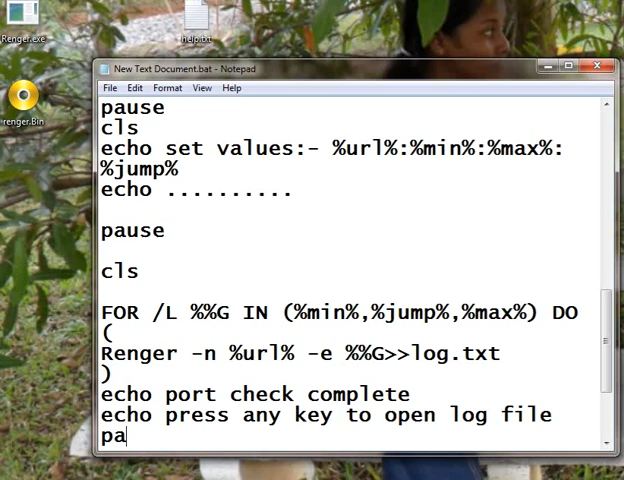 Renger.exe
help.txt
renger.Bin
New Text Document.bat - Notepad
File Edit Format View Help
pause
cls
echo set values:- %url%:%min%:%max%:
%jump%
echo ..........
pause
cls
FOR /L %%G IN (%min%,%jump%,%max%) DO
(
Renger -n %url% -e %%G>>log.txt
)
echo port check complete
echo press any key to open log file
pa